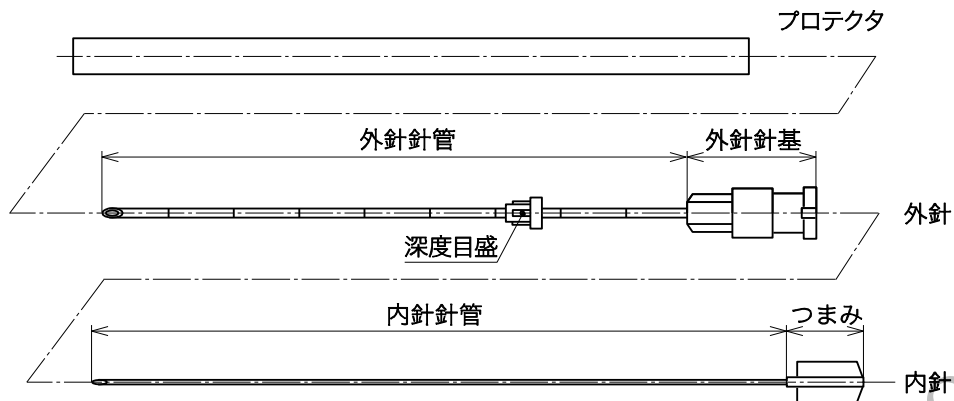 プロテクタ
外針針管
外針針基
外針
深度目盛
内針針管
つまみ
内針